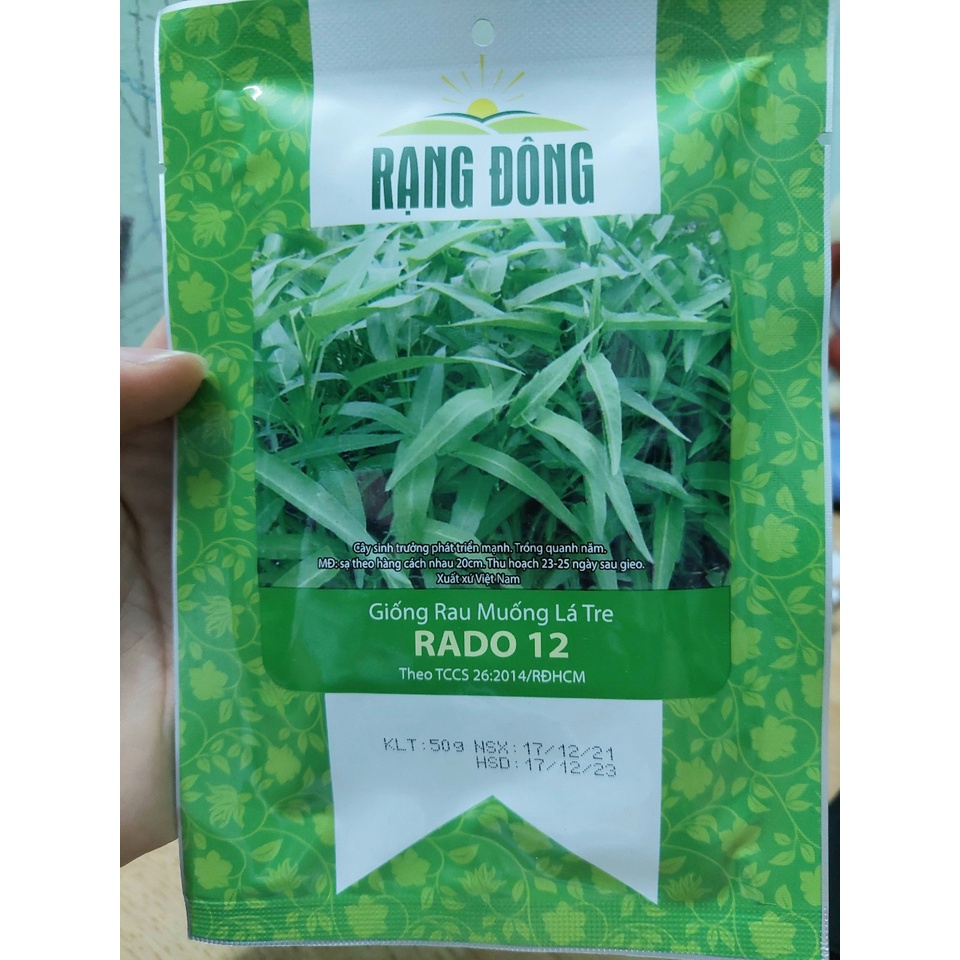 RẠNG ĐÔNG
Cây sinh trưởng phát triển mạnh. Trồng quanh năm.
MĐ: sạ theo hàng cách nhau 20cm. Thu hoạch 23-25 ngày sau gieo.
Xuất xứ Việt Nam
Giống Rau Muống Lá Tre
RADO 12
Theo TCCS 26:2014/RĐHCM
KLT:50g NSX:17/12/21
HSD:17/12/23